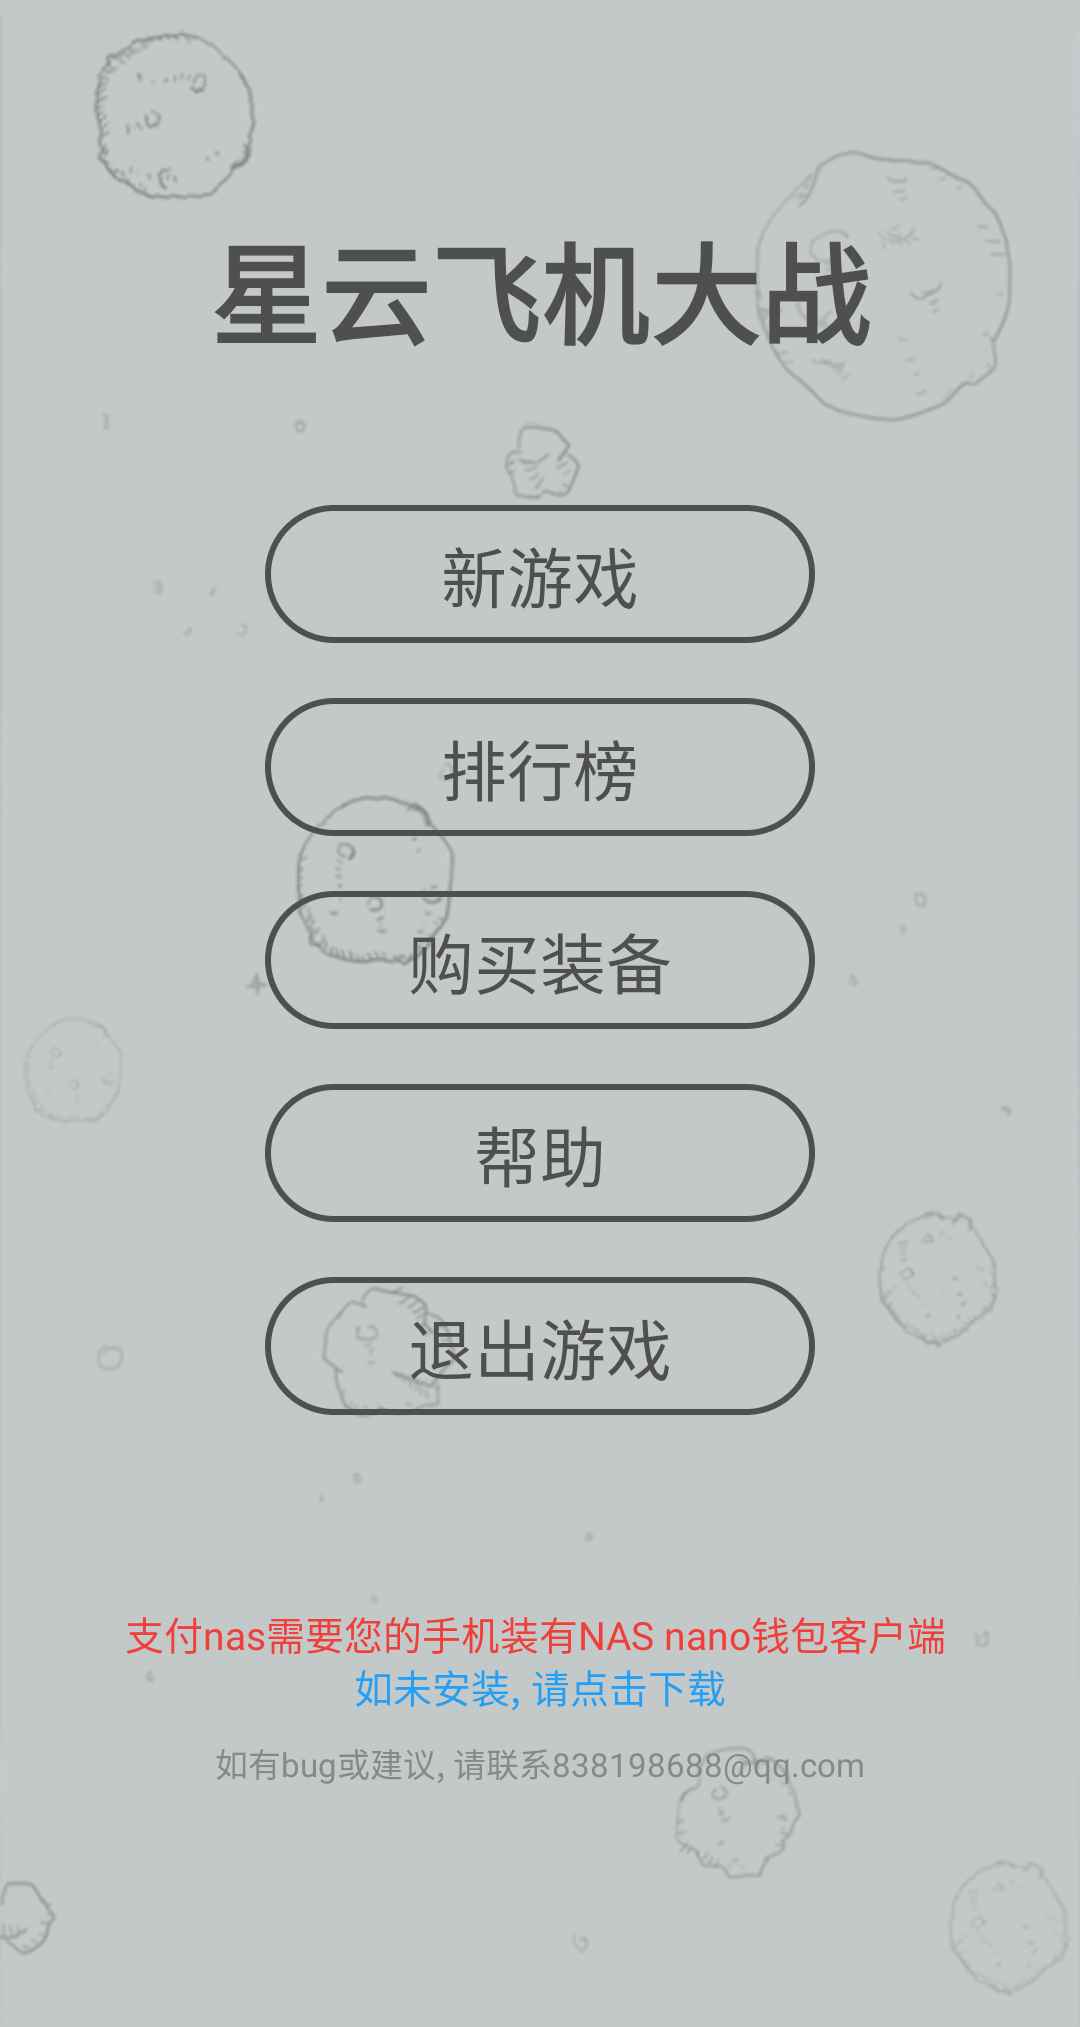 星云飞机大战
新游戏
排行榜
购买装备
帮助
退出游戏
支付nas需要您的手机装有NAS nano钱包客户端
如未安装, 请点击下载
如有bug或建议, 请联系838198688@qq.com